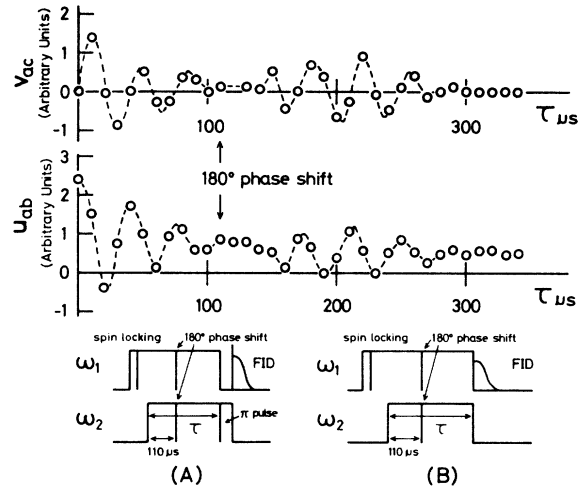 2
1
0
-1
V_ac
(Arbitrary Units)
100
200
300
τ μs
180° phase shift
3
2
1
0
-1
u_ab
(Arbitrary Units)
100
200
300
τ μs
spin locking
180° phase shift
ω₁
FID
ω₂
τ
π pulse
110 μs
(A)
spin locking
180° phase shift
ω₁
FID
ω₂
τ
110 μs
(B)